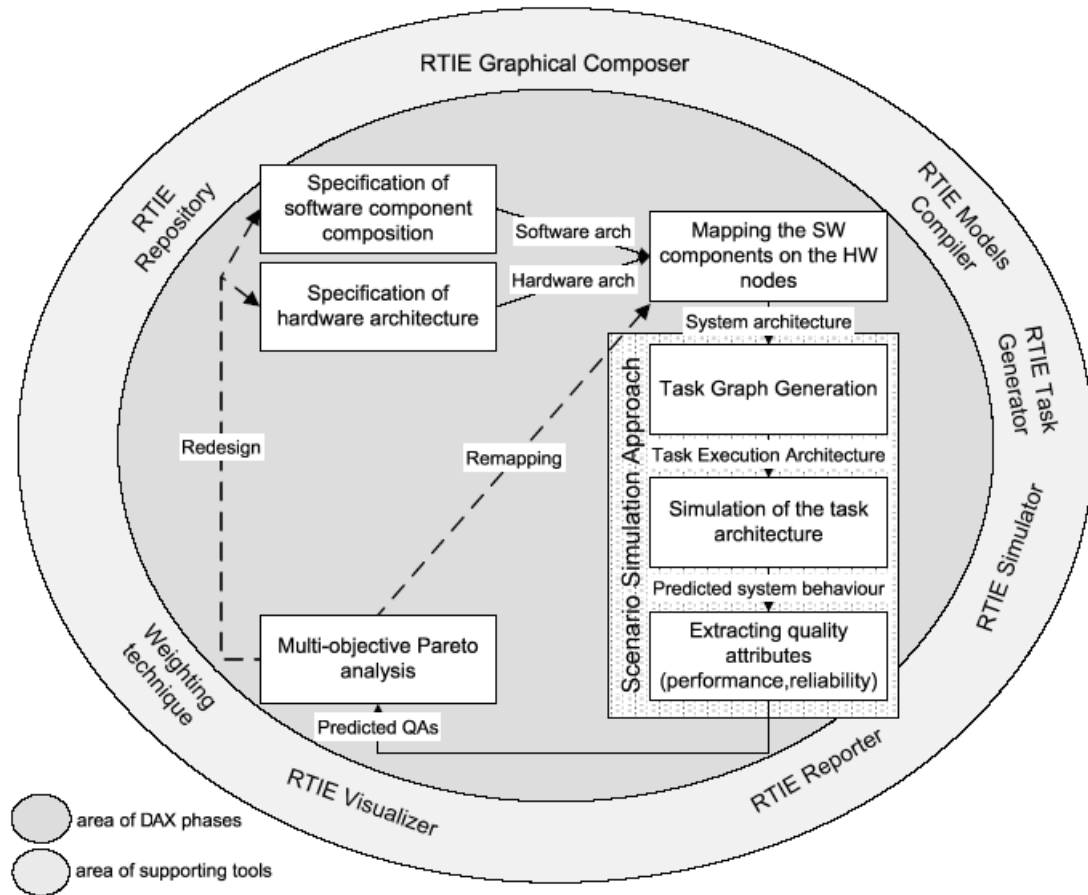 RTIE Graphical Composer
RTIE
Repository
RTIE Models
Compiler
RTIE Task
Generator
RTIE Simulator
RTIE Reporter
RTIE Visualizer
Weighting
technique
Specification of
software component
composition
Software arch
Specification of
hardware architecture
Hardware arch
Mapping the SW
components on the HW
nodes
System architecture
Scenario Simulation Approach
Task Graph Generation
Task Execution Architecture
Simulation of the task
architecture
Predicted system behaviour
Extracting quality
attributes
(performance,reliability)
Predicted QAs
Multi-objective Pareto
analysis
Redesign
Remapping
area of DAX phases
area of supporting tools